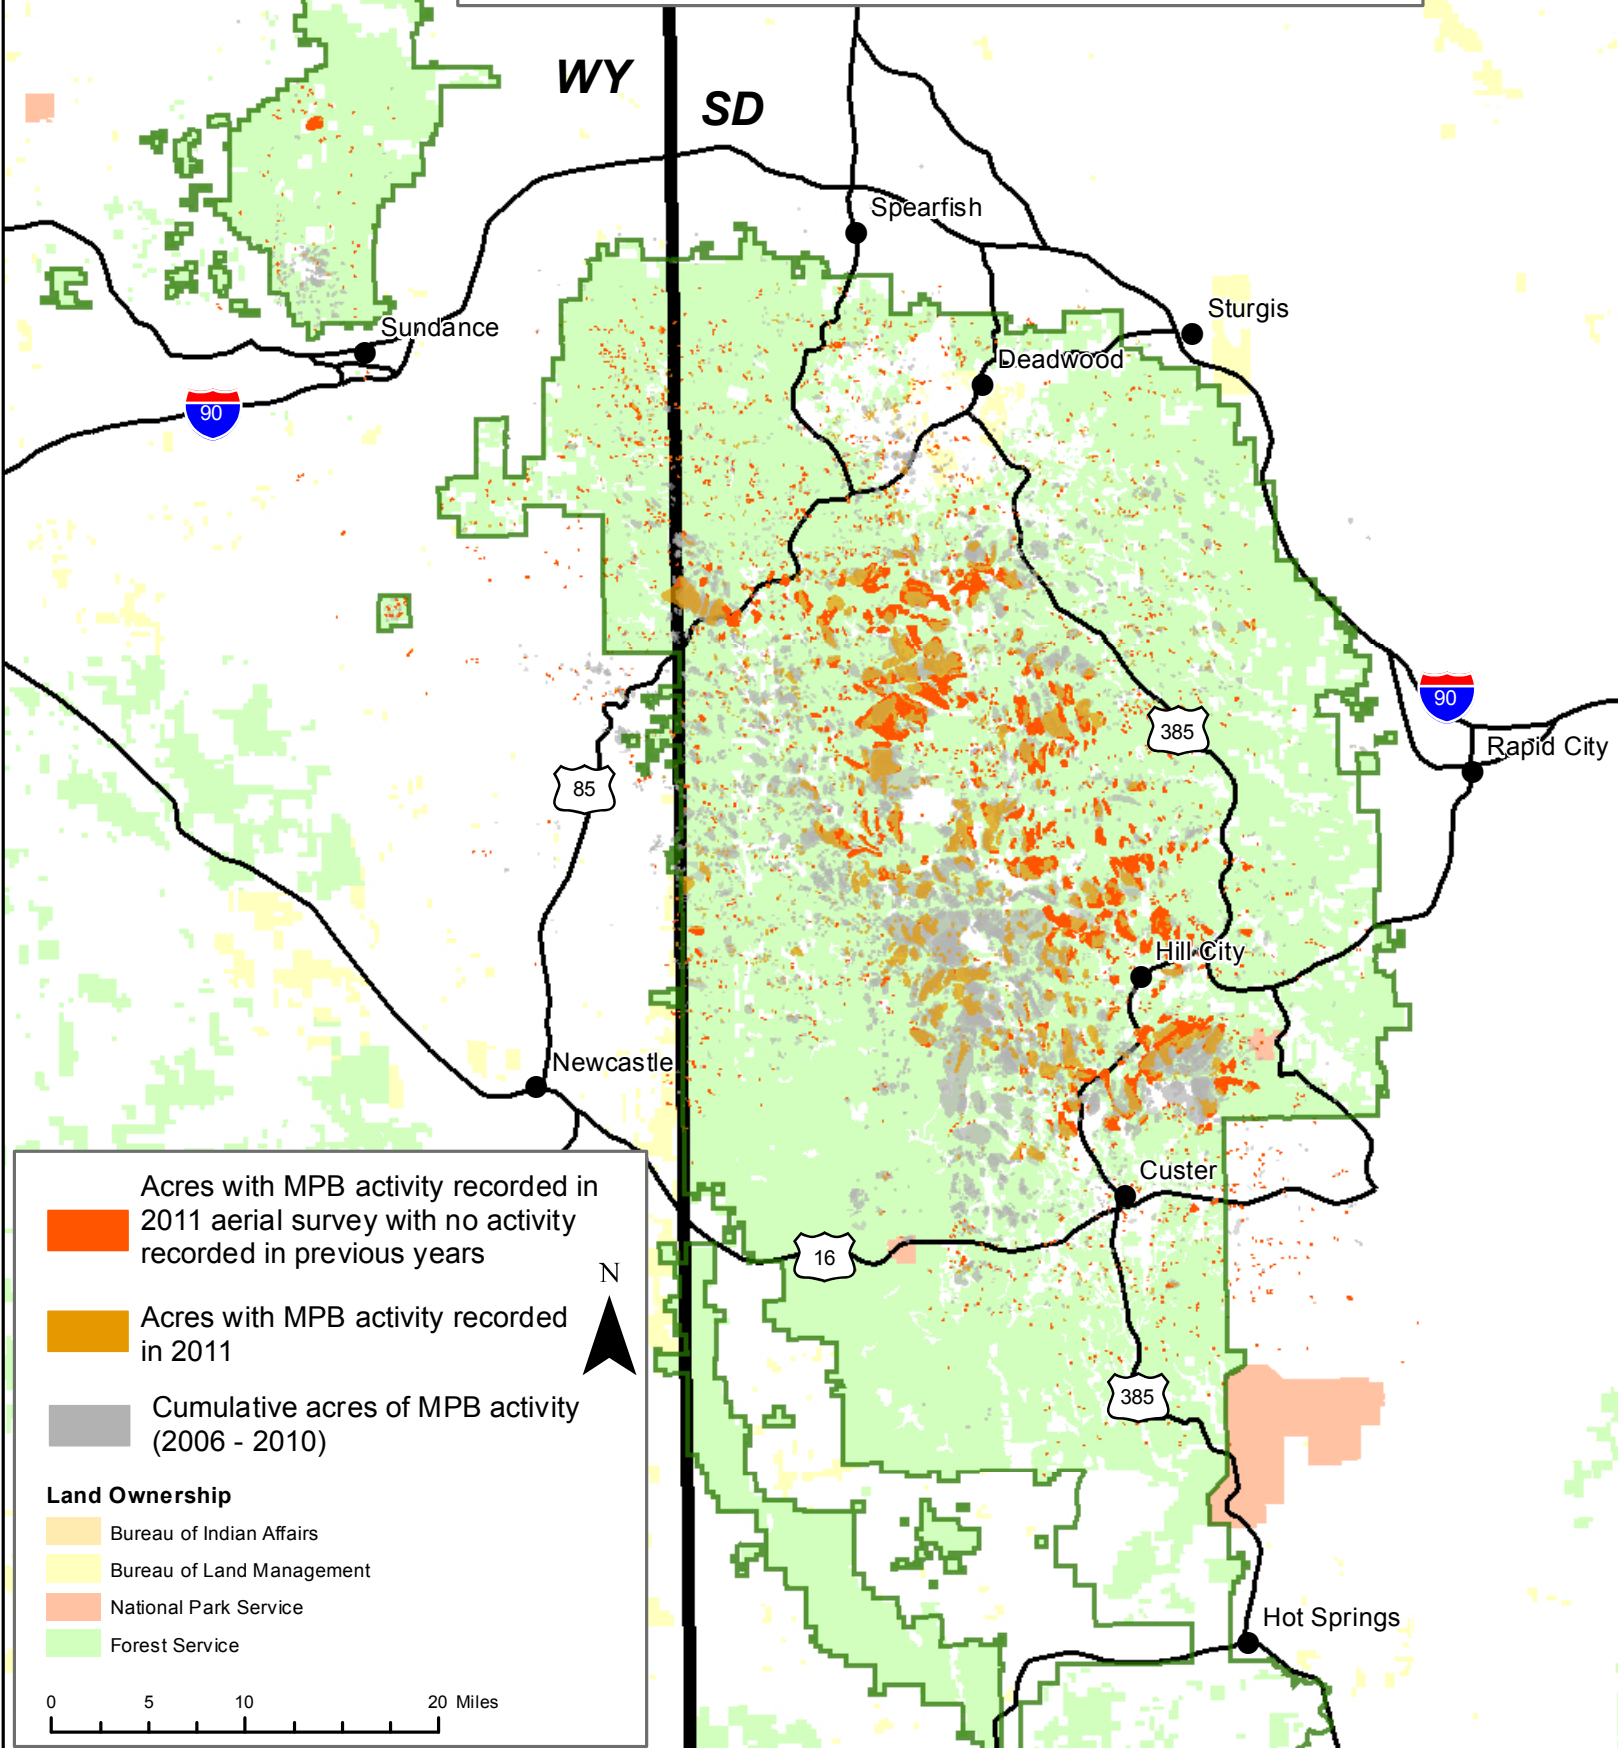 WY
SD
Spearfish
Sturgis
Sundance
Deadwood
90
90
385
Rapid City
85
Hill City
Newcastle
Custer
16
385
Hot Springs
Acres with MPB activity recorded in
2011 aerial survey with no activity
recorded in previous years
N
Acres with MPB activity recorded
in 2011
Cumulative acres of MPB activity
(2006 - 2010)
Land Ownership
Bureau of Indian Affairs
Bureau of Land Management
National Park Service
Forest Service
0 5 10 20 Miles